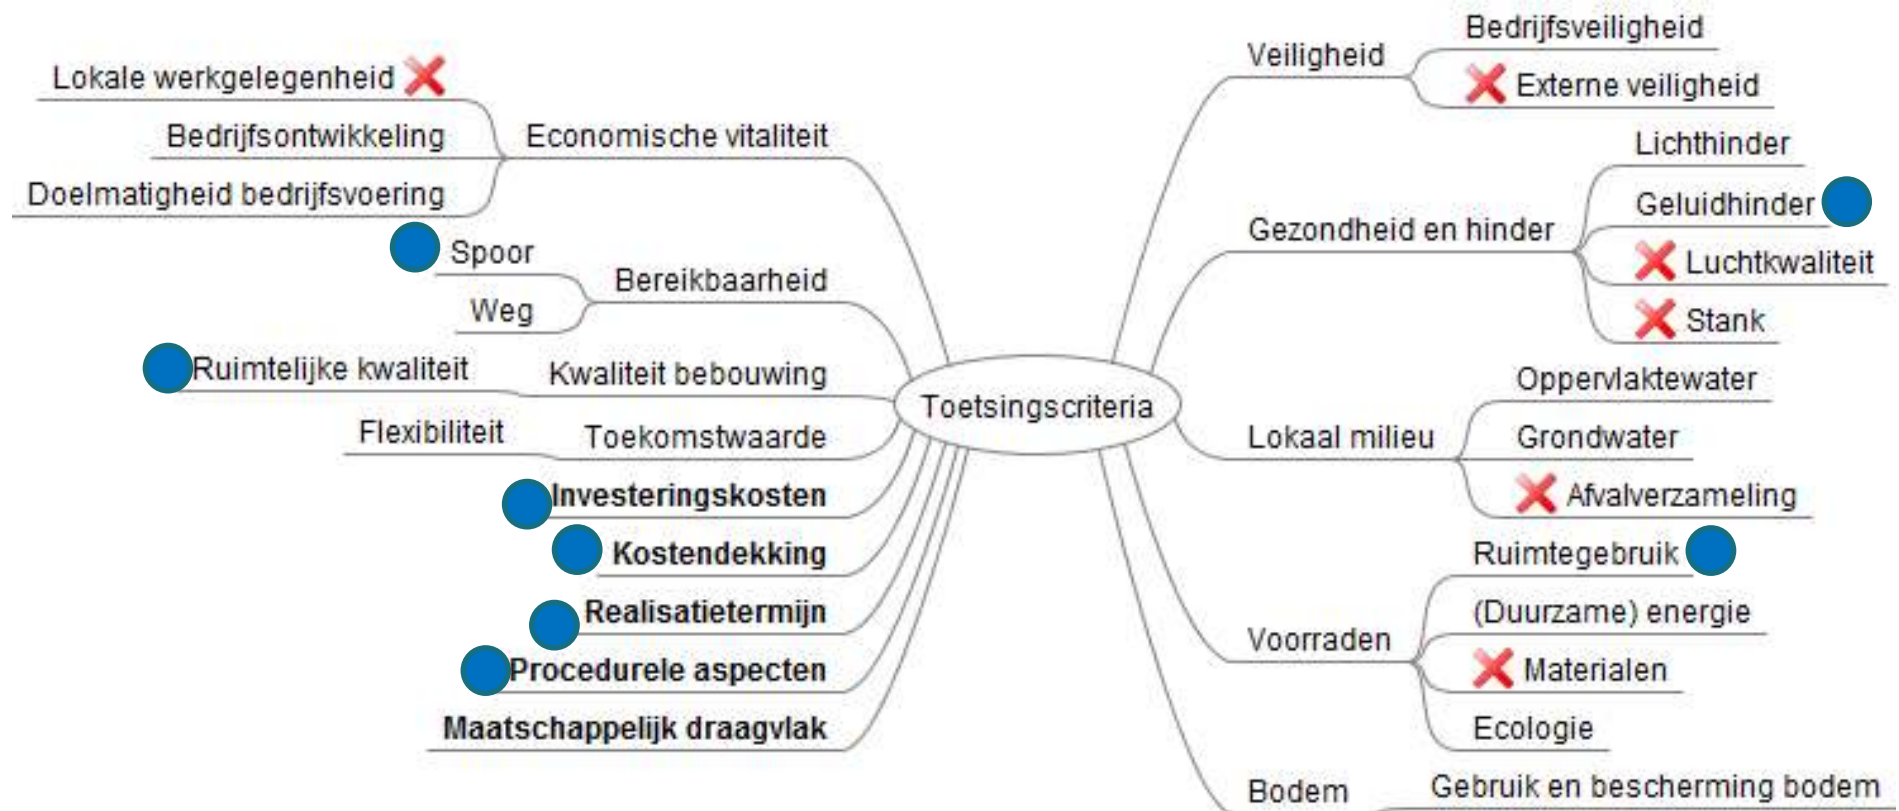 Toetsingscriteria
Economische vitaliteit
Lokale werkgelegenheid
Bedrijfsontwikkeling
Doelmatigheid bedrijfsvoering
Bereikbaarheid
Spoor
Weg
Kwaliteit bebouwing
Ruimtelijke kwaliteit
Toekomstwaarde
Flexibiliteit
Investeringskosten
Kostendekking
Realisatietermijn
Procedurele aspecten
Maatschappelijk draagvlak
Veiligheid
Bedrijfsveiligheid
Externe veiligheid
Gezondheid en hinder
Lichthinder
Geluidhinder
Luchtkwaliteit
Stank
Lokaal milieu
Oppervlaktewater
Grondwater
Afvalverzameling
Voorraden
Ruimtegebruik
(Duurzame) energie
Materialen
Ecologie
Bodem
Gebruik en bescherming bodem